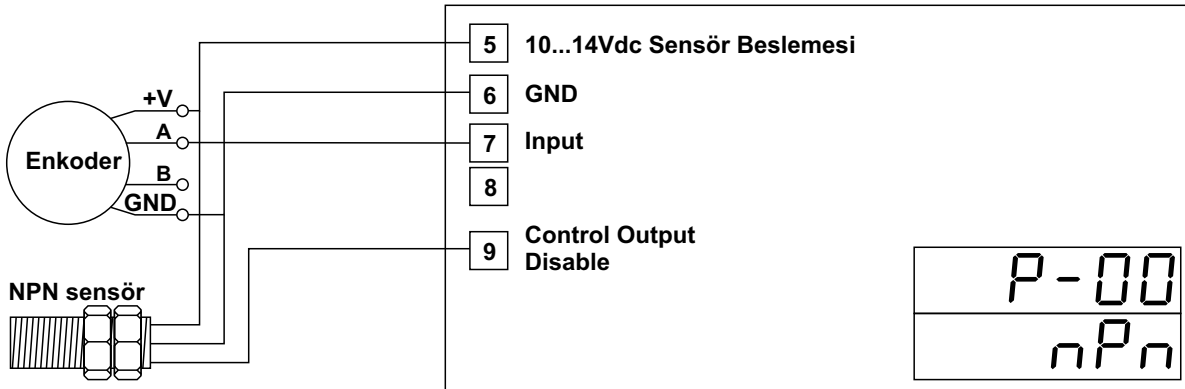 5 10...14Vdc Sensör Beslemesi
+V
6 GND
A
7 Input
Enkoder
B
8
GND
9 Control Output
Disable
NPN sensör
P-00
nPn